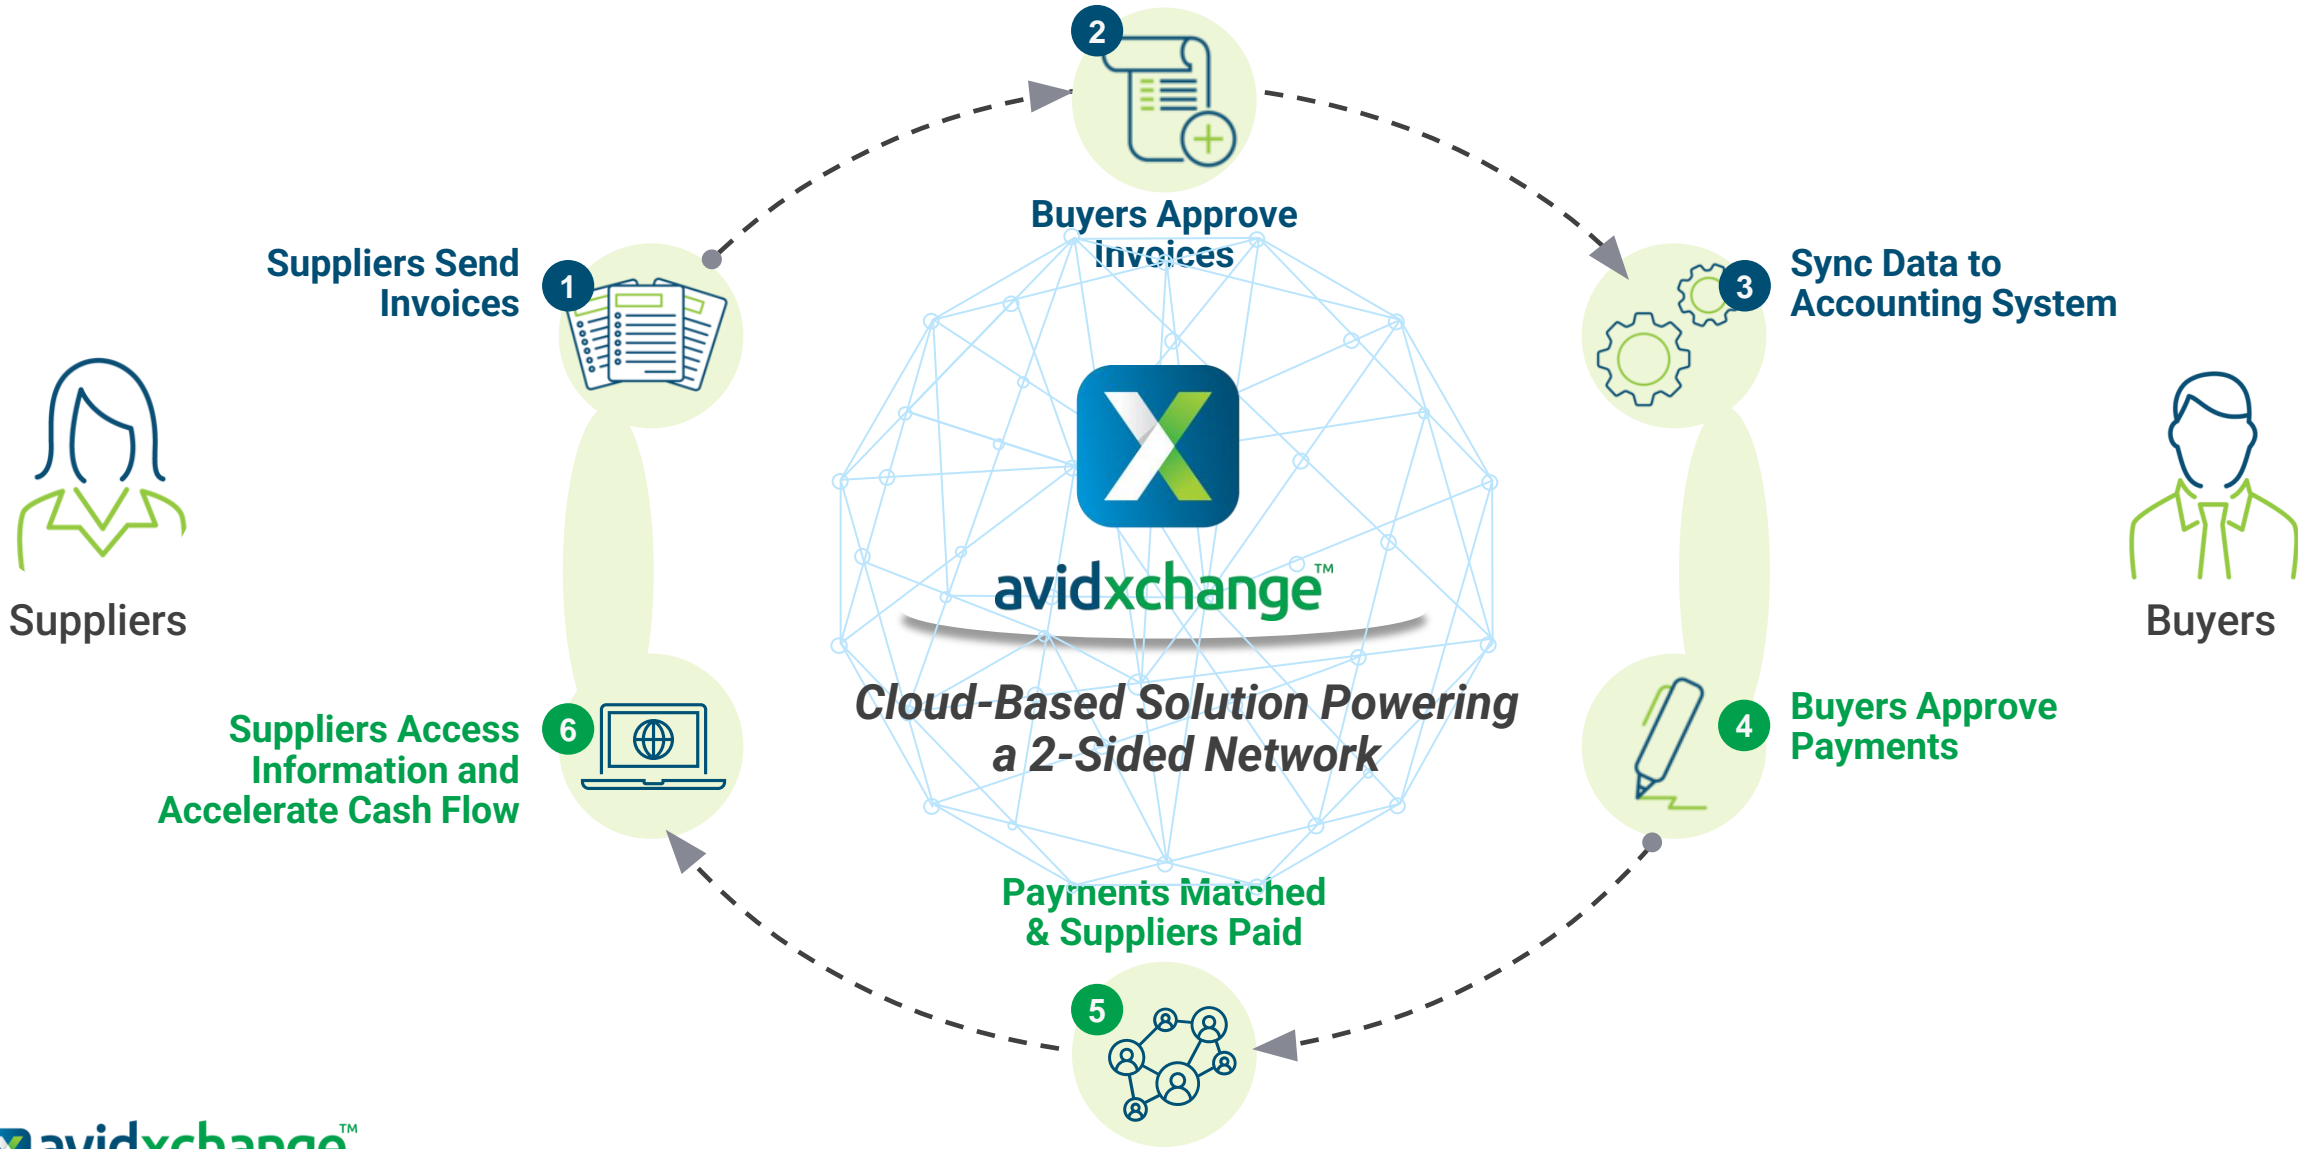 2
Buyers Approve
Invoices
Suppliers Send
Invoices
1
3
Sync Data to
Accounting System
Suppliers
Buyers
avidxchange™
Cloud-Based Solution Powering
a 2-Sided Network
4
Buyers Approve
Payments
6
Suppliers Access
Information and
Accelerate Cash Flow
Payments Matched
& Suppliers Paid
5
avidxchange™